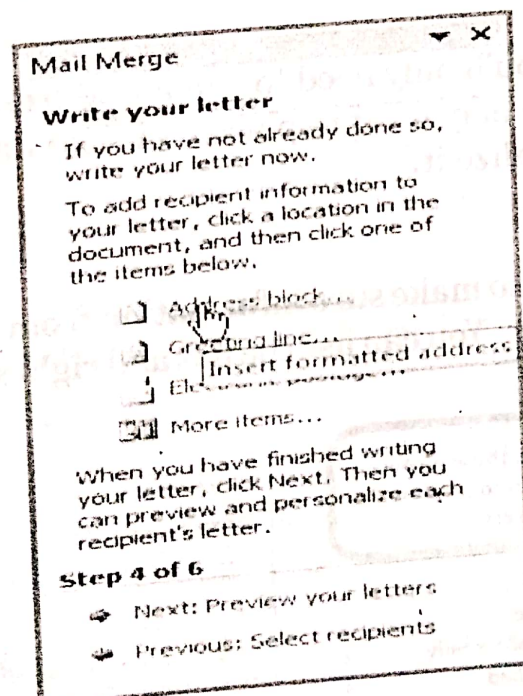 Mail Merge
Write your letter
If you have not already done so,
write your letter now.
To add recipient information to
your letter, click a location in the
document, and then click one of
the items below.
Address block...
Greeting line...
Insert formatted address
Electronic postage...
More items...
When you have finished writing
your letter, click Next. Then you
can preview and personalize each
recipient's letter.
Step 4 of 6
Next: Preview your letters
Previous: Select recipients